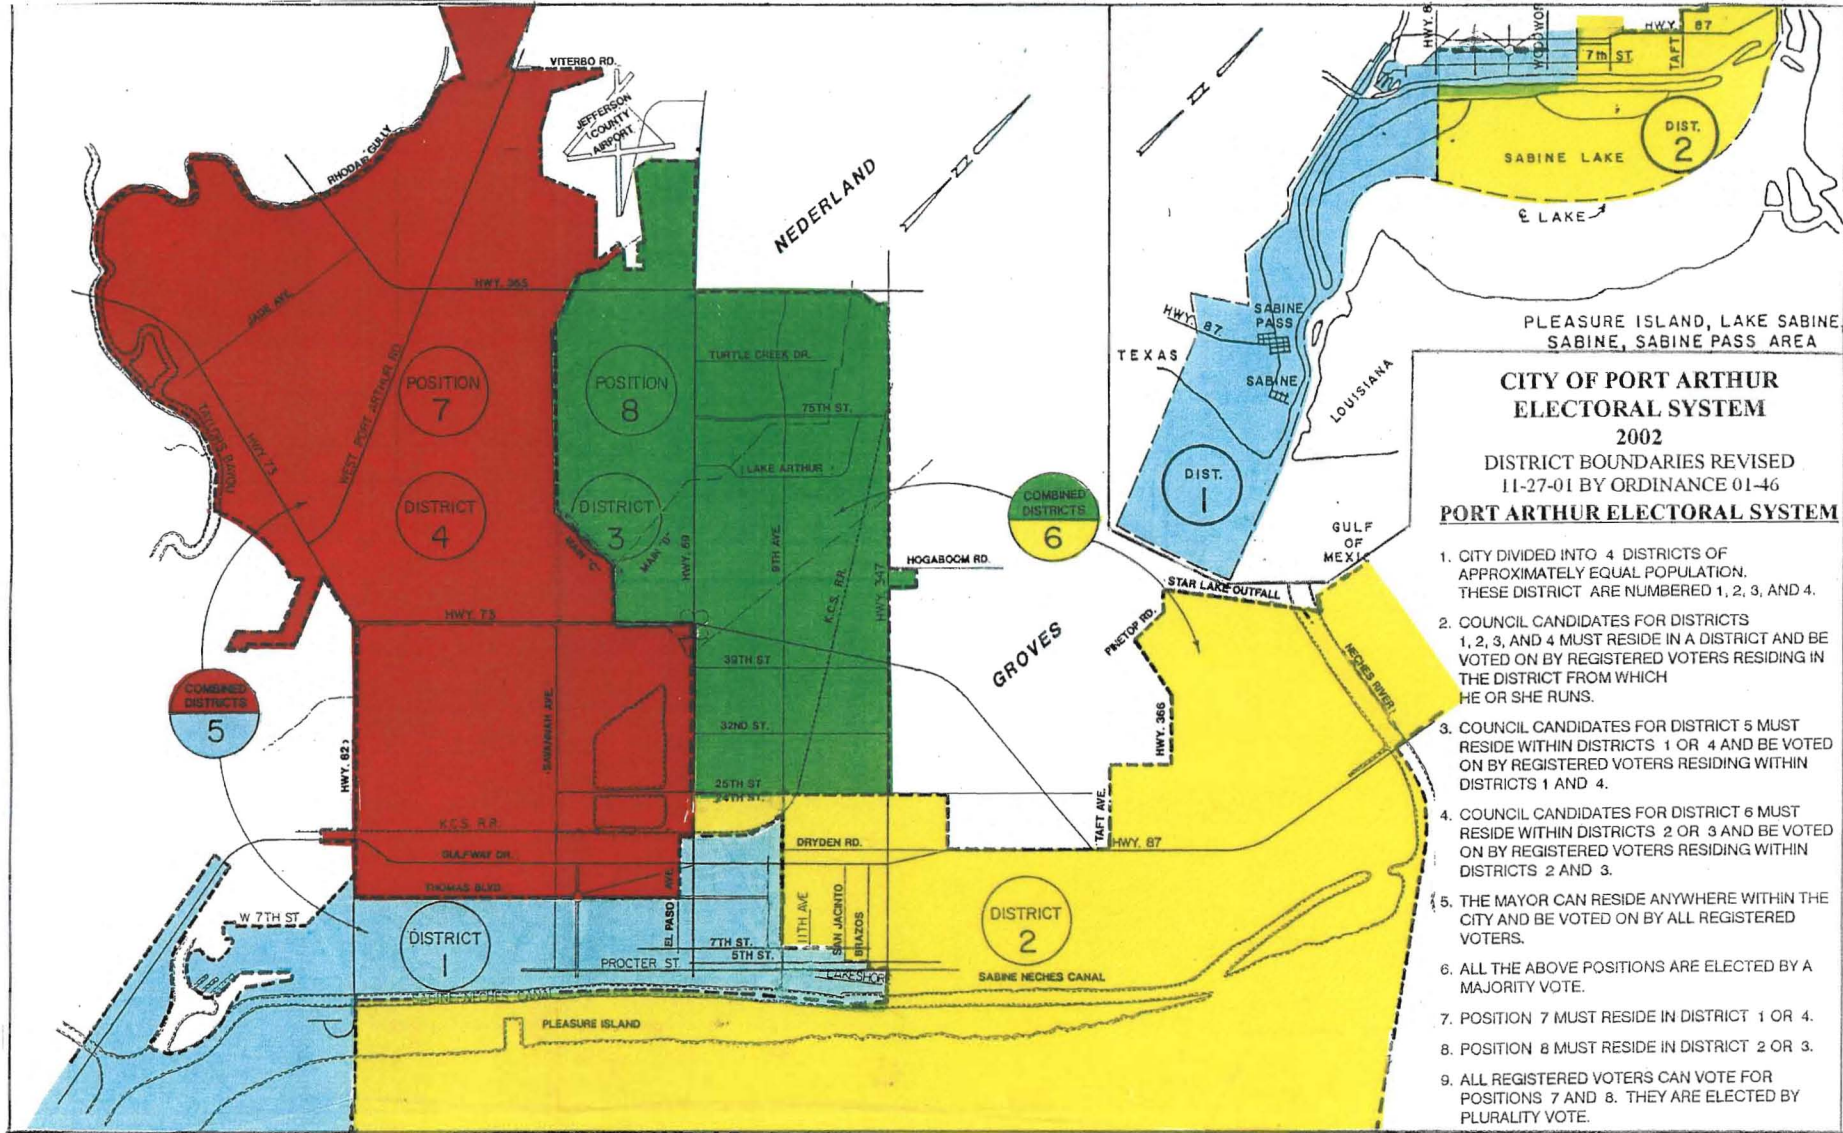 VITERBO RD.
JEFFERSON
COUNTY
AIRPORT
RHODAIR GULLY
NEDERLAND
HWY. 365
JADE AVE.
WEST PORT ARTHUR RD
POSITION
7
POSITION
8
TURTLE CREEK DR.
75TH ST.
LAKE ARTHUR
TAYLOR'S BAYOU
HWY. 73
DISTRICT
4
DISTRICT
3
HWY. 69
9TH AVE.
K.C.S. R.R.
HWY. 347
COMBINED
DISTRICTS
6
HOGABOOM RD.
HWY. 73
GROVES
PINETOP RD.
STAR LAKE OUTFALL
NECHES RIVER
39TH ST
32ND ST.
25TH ST
SAVANNAH AVE.
COMBINED
DISTRICTS
5
HWY. 82
HWY. 366
TAFT AVE.
K.C.S. R.R.
GULFWAY DR.
DRYDEN RD.
HWY. 87
THOMAS BLVD
EL PASO AVE.
11TH AVE
SAN JACINTO
BRAZOS
W 7TH ST
DISTRICT
1
DISTRICT
2
7TH ST.
5TH ST.
PROCTER ST.
SABINE NECHES CANAL
PLEASURE ISLAND
N
N
HWY. 87
7th ST
TAFT
DIST.
2
SABINE LAKE
℄ LAKE
HWY. 87
SABINE
PASS
TEXAS
SABINE
LOUISIANA
DIST.
1
GULF
OF
PLEASURE ISLAND, LAKE SABINE,
SABINE, SABINE PASS AREA
CITY OF PORT ARTHUR
ELECTORAL SYSTEM
2002
DISTRICT BOUNDARIES REVISED
11-27-01 BY ORDINANCE 01-46
PORT ARTHUR ELECTORAL SYSTEM
1. CITY DIVIDED INTO 4 DISTRICTS OF
APPROXIMATELY EQUAL POPULATION.
THESE DISTRICT ARE NUMBERED 1, 2, 3, AND 4.
2. COUNCIL CANDIDATES FOR DISTRICTS
1, 2, 3, AND 4 MUST RESIDE IN A DISTRICT AND BE
VOTED ON BY REGISTERED VOTERS RESIDING IN
THE DISTRICT FROM WHICH
HE OR SHE RUNS.
3. COUNCIL CANDIDATES FOR DISTRICT 5 MUST
RESIDE WITHIN DISTRICTS 1 OR 4 AND BE VOTED
ON BY REGISTERED VOTERS RESIDING WITHIN
DISTRICTS 1 AND 4.
4. COUNCIL CANDIDATES FOR DISTRICT 6 MUST
RESIDE WITHIN DISTRICTS 2 OR 3 AND BE VOTED
ON BY REGISTERED VOTERS RESIDING WITHIN
DISTRICTS 2 AND 3.
5. THE MAYOR CAN RESIDE ANYWHERE WITHIN THE
CITY AND BE VOTED ON BY ALL REGISTERED
VOTERS.
6. ALL THE ABOVE POSITIONS ARE ELECTED BY A
MAJORITY VOTE.
7. POSITION 7 MUST RESIDE IN DISTRICT 1 OR 4.
8. POSITION 8 MUST RESIDE IN DISTRICT 2 OR 3.
9. ALL REGISTERED VOTERS CAN VOTE FOR
POSITIONS 7 AND 8. THEY ARE ELECTED BY
PLURALITY VOTE.